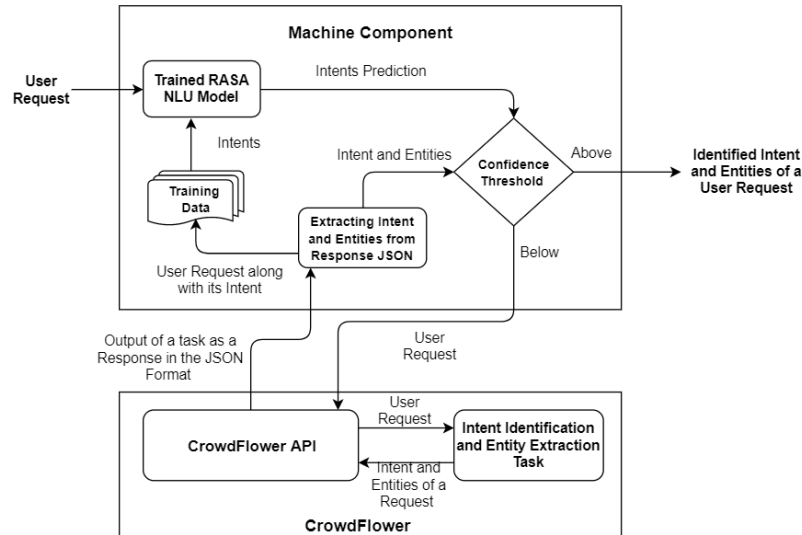 Machine Component
User
Request
Trained RASA
NLU Model
Intents Prediction
Intents
Intent and Entities
Confidence
Threshold
Above
Identified Intent
and Entities of a
User Request
Training
Data
Extracting Intent
and Entities from
Response JSON
Below
User Request along
with its Intent
Output of a task as a
Response in the JSON
Format
User
Request
CrowdFlower API
User
Request
Intent Identification
and Entity Extraction
Task
Intent and
Entities of a
Request
CrowdFlower